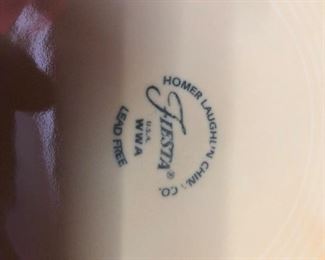 HOMER LAUGHLIN CHINA CO.
FIESTA®
U.S.A.
WWA
LEAD FREE